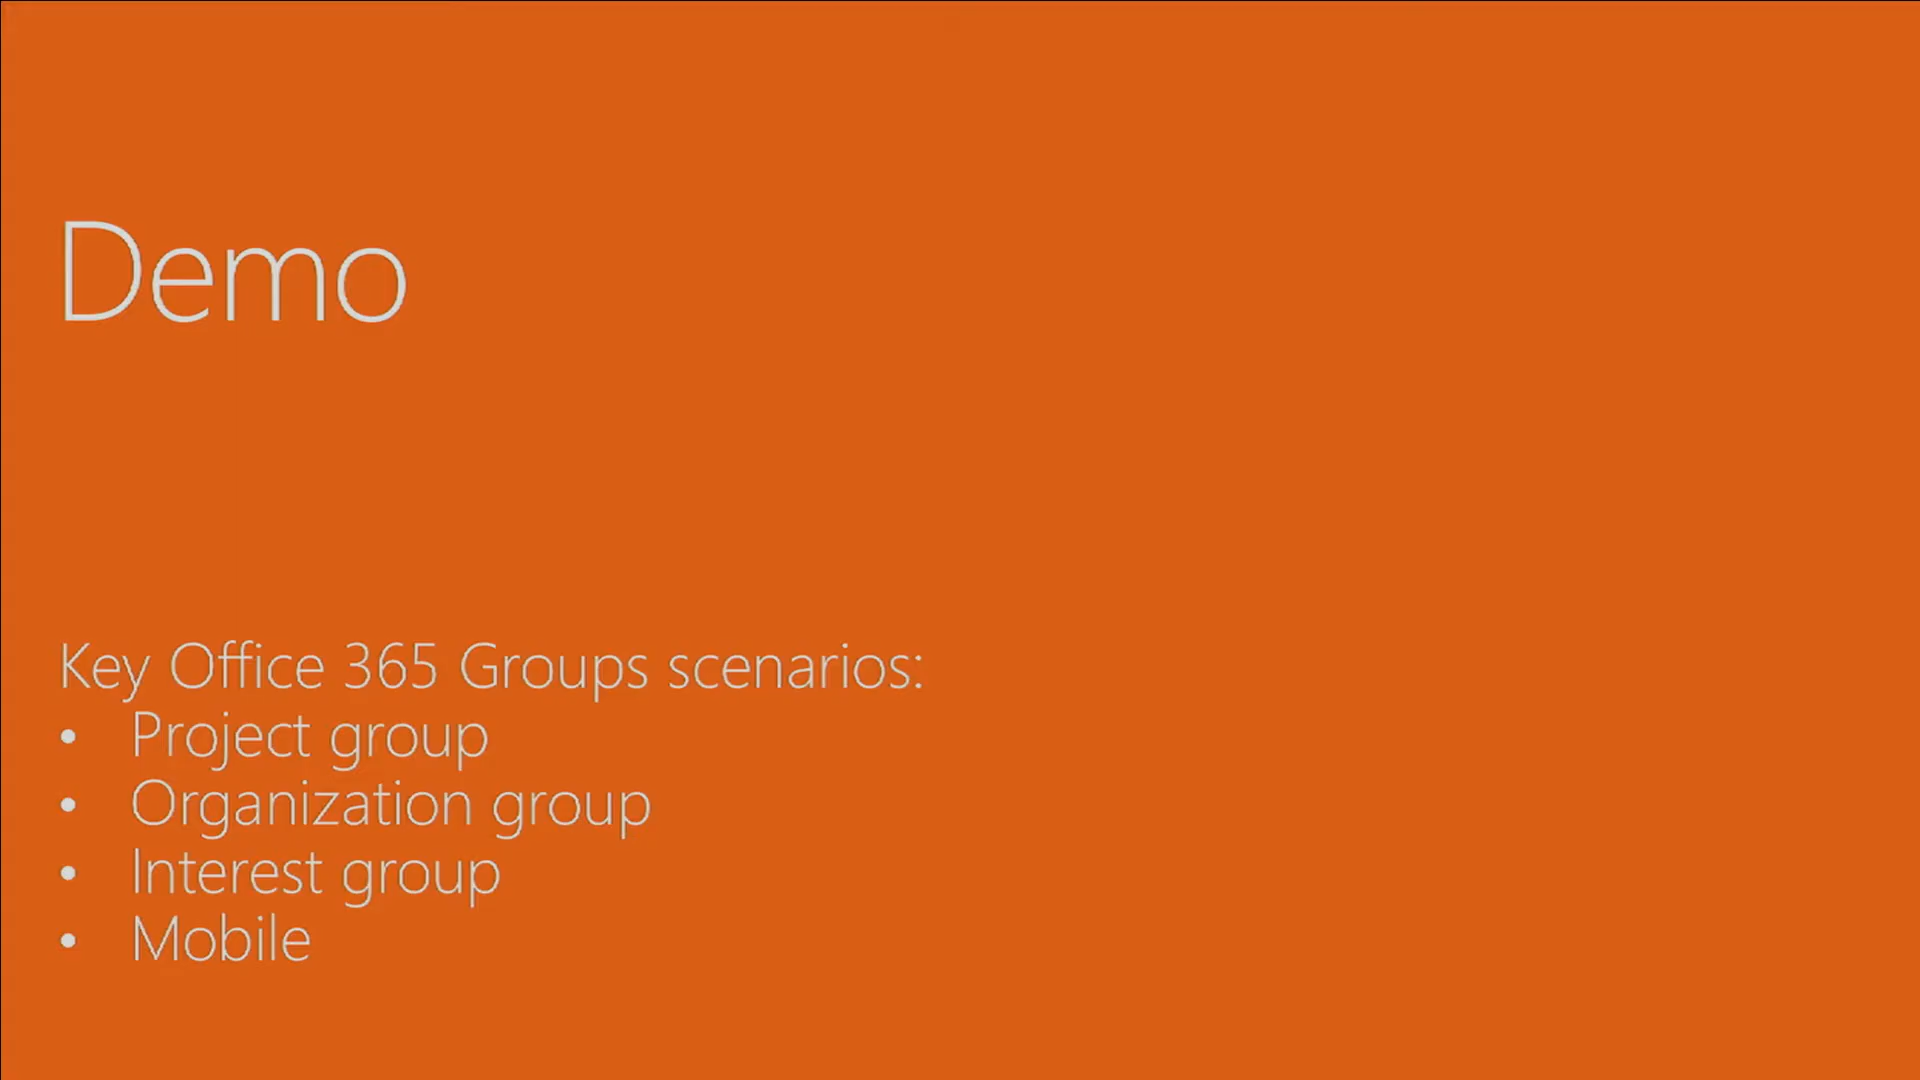 Demo
Key Office 365 Groups scenarios:
• Project group
• Organization group
• Interest group
• Mobile